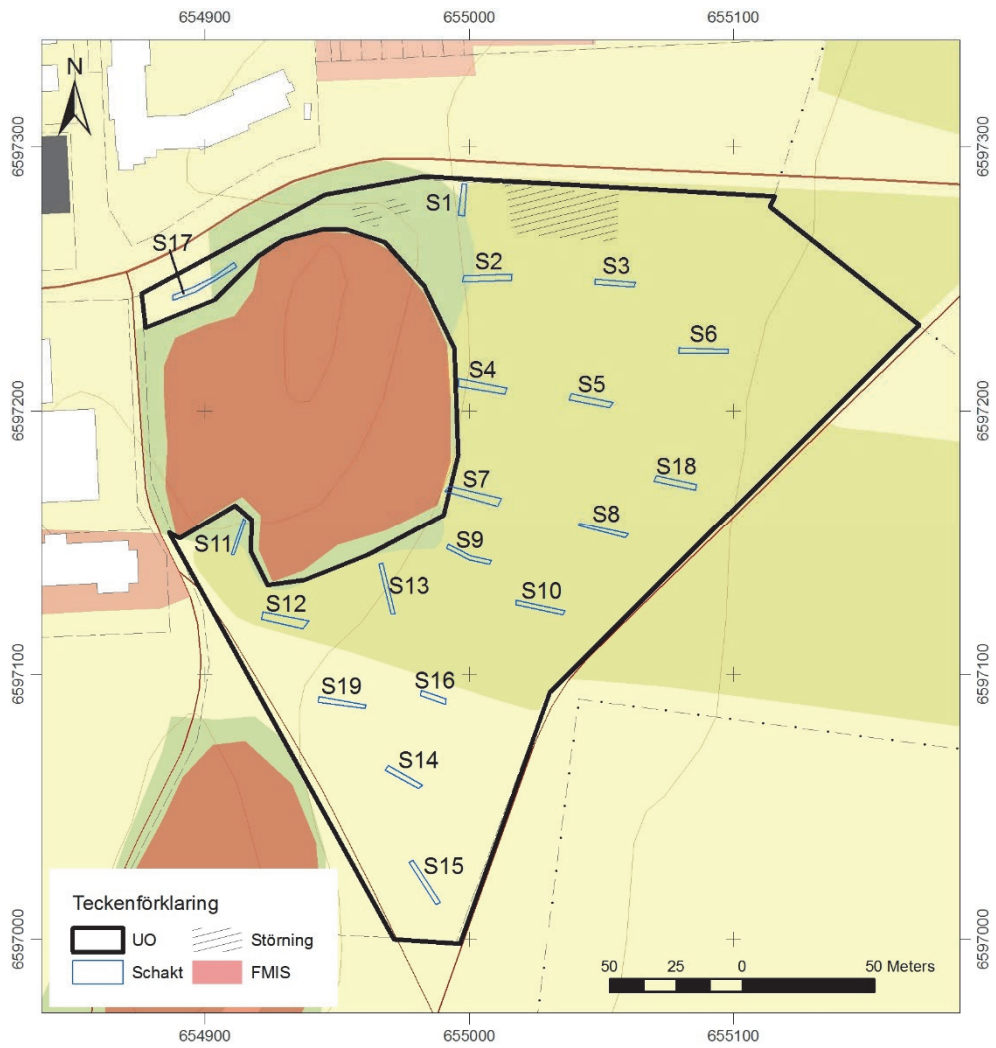 654900 655000 655100
N
6597300 6597300
S1
S17
S2 S3
S6
S4
S5
6597200 6597200
S18
S7
S8
S11 S9
S13
S10
S12
6597100 6597100
S16
S19
S14
S15
Teckenförklaring
UO Störning
Schakt FMIS
6597000 6597000
50 25 0 50 Meters
654900 655000 655100